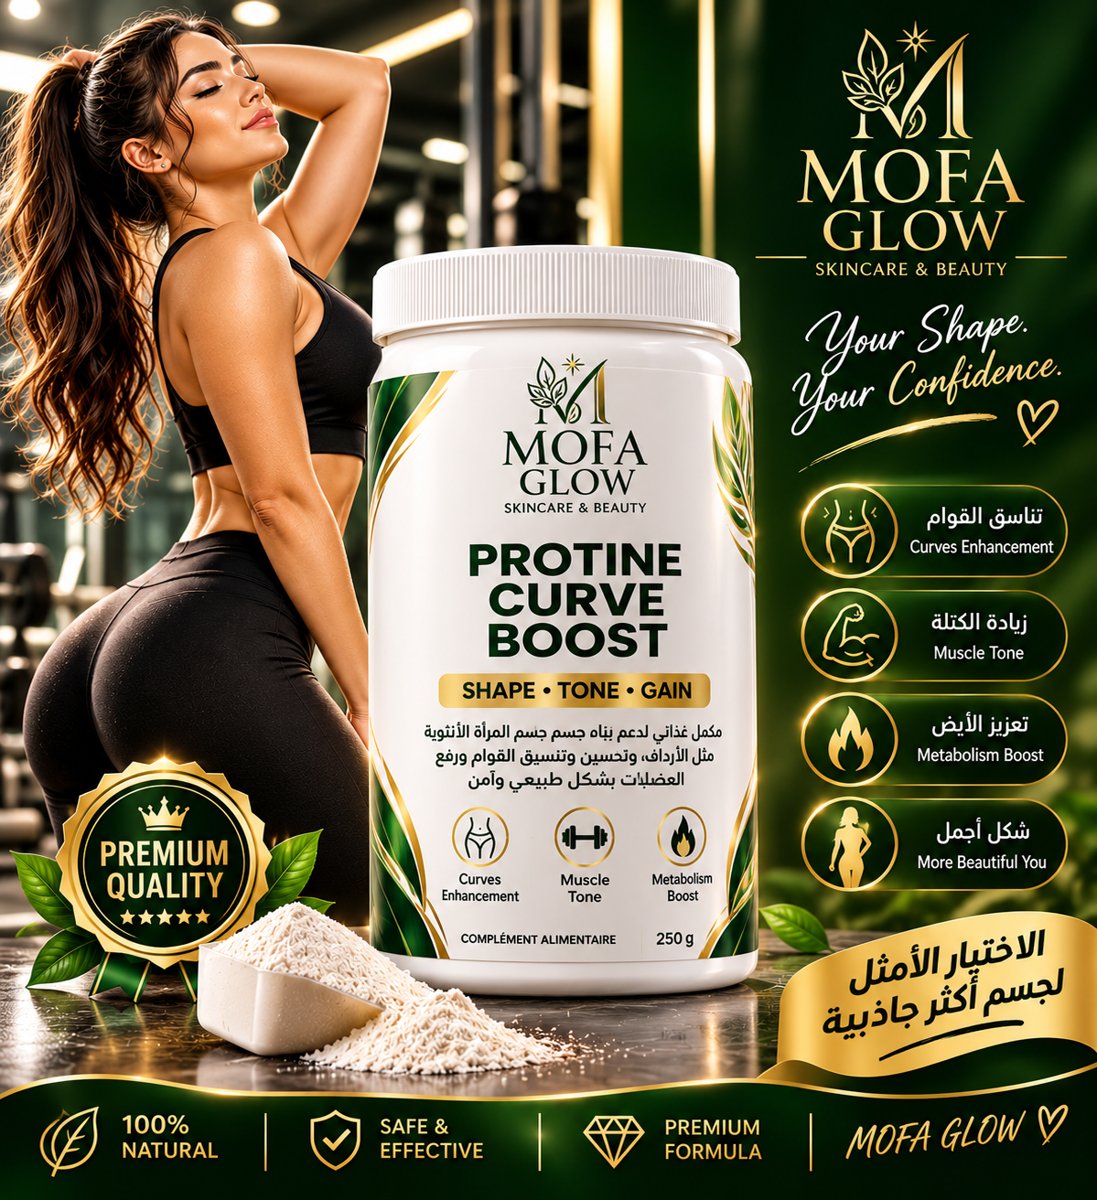 MOFA
GLOW
SKINCARE & BEAUTY
Your Shape.
Your Confidence.
تناسق القوام
Curves Enhancement
زيادة الكتلة
Muscle Tone
تعزيز الأيض
Metabolism Boost
شكل أجمل
More Beautiful You
MOFA
GLOW
SKINCARE & BEAUTY
PROTINE
CURVE
BOOST
SHAPE • TONE • GAIN
مكمل غذائي لدعم بناه جسم جسم المرأة الأنثوية
مثل الأرداف، وتحسين وتنسيق القوام ورفع
العضلات بشكل طبيعي وآمن
Curves
Enhancement
Muscle
Tone
Metabolism
Boost
COMPLÉMENT ALIMENTAIRE
250 g
PREMIUM
QUALITY
الاختيار الأمثل
لجسم أكثر جاذبية
100%
NATURAL
SAFE &
EFFECTIVE
PREMIUM
FORMULA
MOFA GLOW